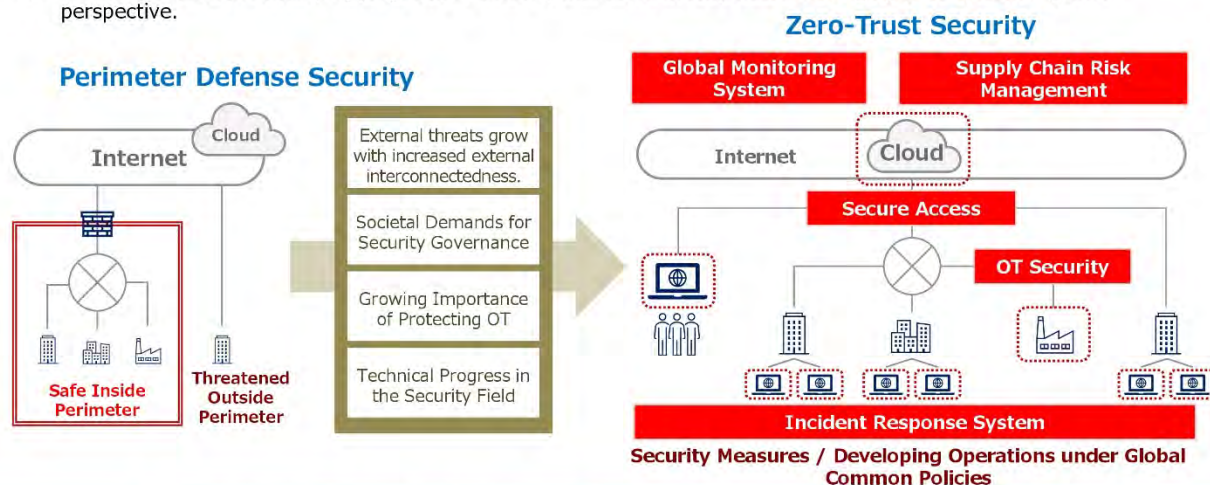 perspective.
Zero-Trust Security
Perimeter Defense Security
Global Monitoring
System
Supply Chain Risk
Management
Cloud
Internet
External threats grow
with increased external
interconnectedness.
Societal Demands for
Security Governance
Growing Importance
of Protecting OT
Technical Progress in
the Security Field
Safe Inside
Perimeter
Threatened
Outside
Perimeter
Internet
Cloud
Secure Access
OT Security
Incident Response System
Security Measures / Developing Operations under Global
Common Policies